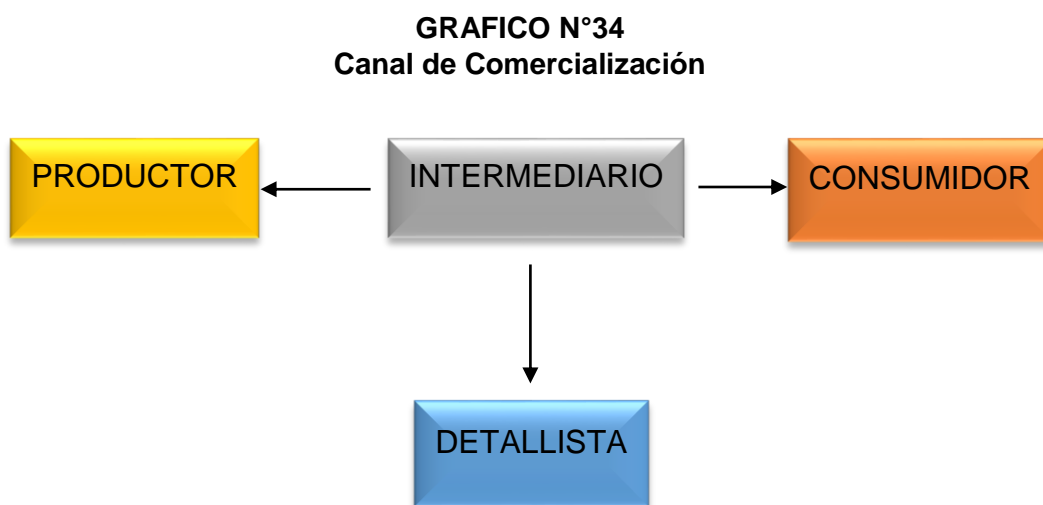 GRAFICO N°34
Canal de Comercialización
PRODUCTOR
INTERMEDIARIO
CONSUMIDOR
DETALLISTA